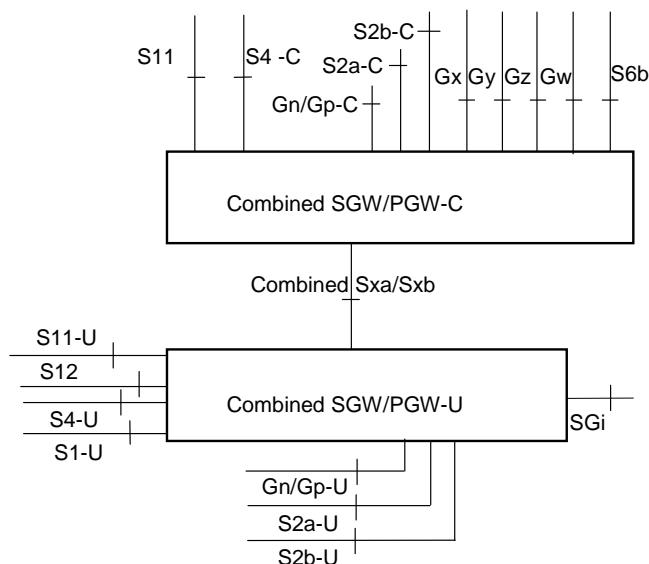 S2b-C
S11
S4 -C
S2a-C
Gx Gy Gz Gw S6b
Gn/Gp-C
Combined SGW/PGW-C
Combined Sxa/Sxb
S11-U
S12
Combined SGW/PGW-U
S4-U
SGi
S1-U
Gn/Gp-U
S2a-U
S2b-U